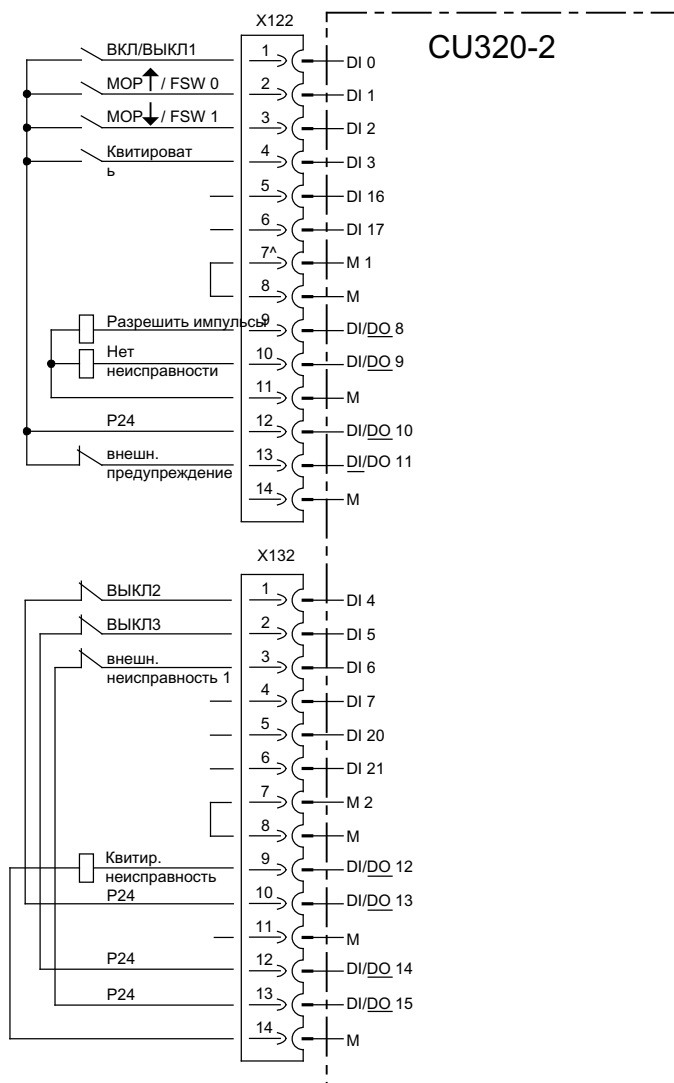 X122
CU320-2
ВКЛ/ВЫКЛ1 1 DI 0
МОР / FSW 0 2 DI 1
МОР / FSW 1 3 DI 2
Квитироват
ь 4 DI 3
5 DI 16
6 DI 17
7^ M 1
8 M
Разрешить импульсы 9 DI/DO 8
Нет
неисправности 10 DI/DO 9
11 M
P24 12 DI/DO 10
внешн.
предупреждение 13 DI/DO 11
14 M
X132
ВЫКЛ2 1 DI 4
ВЫКЛ3 2 DI 5
внешн.
неисправность 1 3 DI 6
4 DI 7
5 DI 20
6 DI 21
7 M 2
8 M
Квитир.
неисправность 9 DI/DO 12
P24 10 DI/DO 13
11 M
P24 12 DI/DO 14
P24 13 DI/DO 15
14 M